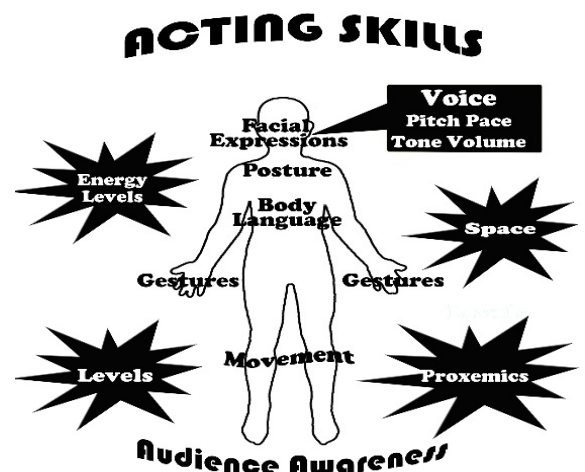 ACTING SKILLS
Voice
Pitch Pace
Tone Volume
Facial
Expressions
Posture
Energy
Levels
Body
Language
Space
Gestures
Gestures
Movement
Levels
Proxemics
Audience Awareness